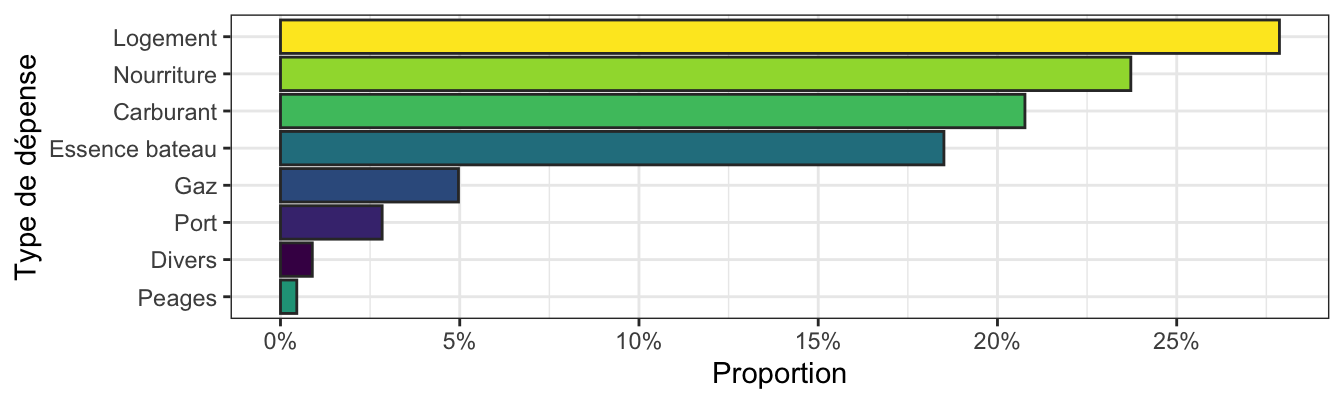 Type de dépense
Logement
Nourriture
Carburant
Essence bateau
Gaz
Port
Divers
Peages
0% 5% 10% 15% 20% 25%
Proportion